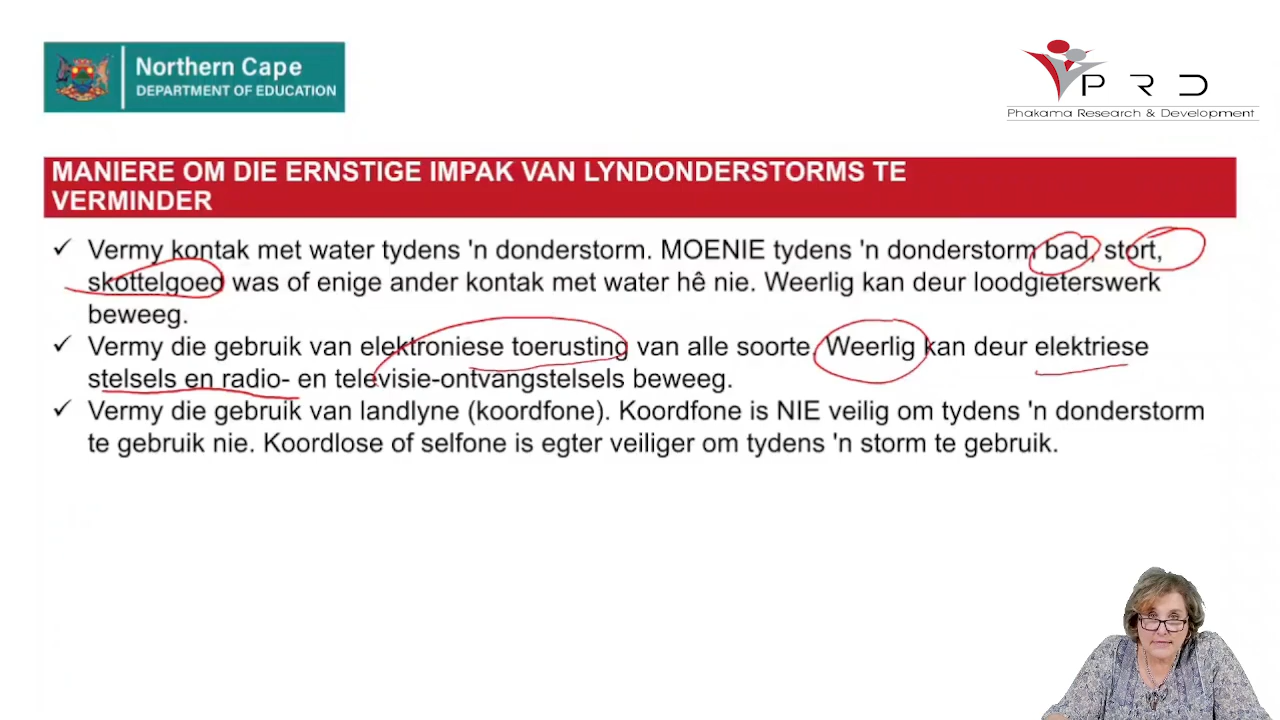 Northern Cape
DEPARTMENT OF EDUCATION
PRD
Phakama Research & Development
MANIERE OM DIE ERNSTIGE IMPAK VAN LYNDONDERSTORMS TE
VERMINDER
✓ Vermy kontak met water tydens 'n donderstorm. MOENIE tydens 'n donderstorm bad, stort,
skottelgoed was of enige ander kontak met water hê nie. Weerlig kan deur loodgieterswerk
beweeg.
✓ Vermy die gebruik van elektroniese toerusting van alle soorte. Weerlig kan deur elektriese
stelsels en radio- en televisie-ontvangstelsels beweeg.
✓ Vermy die gebruik van landlyne (koordfone). Koordfone is NIE veilig om tydens 'n donderstorm
te gebruik nie. Koordlose of selfone is egter veiliger om tydens 'n storm te gebruik.